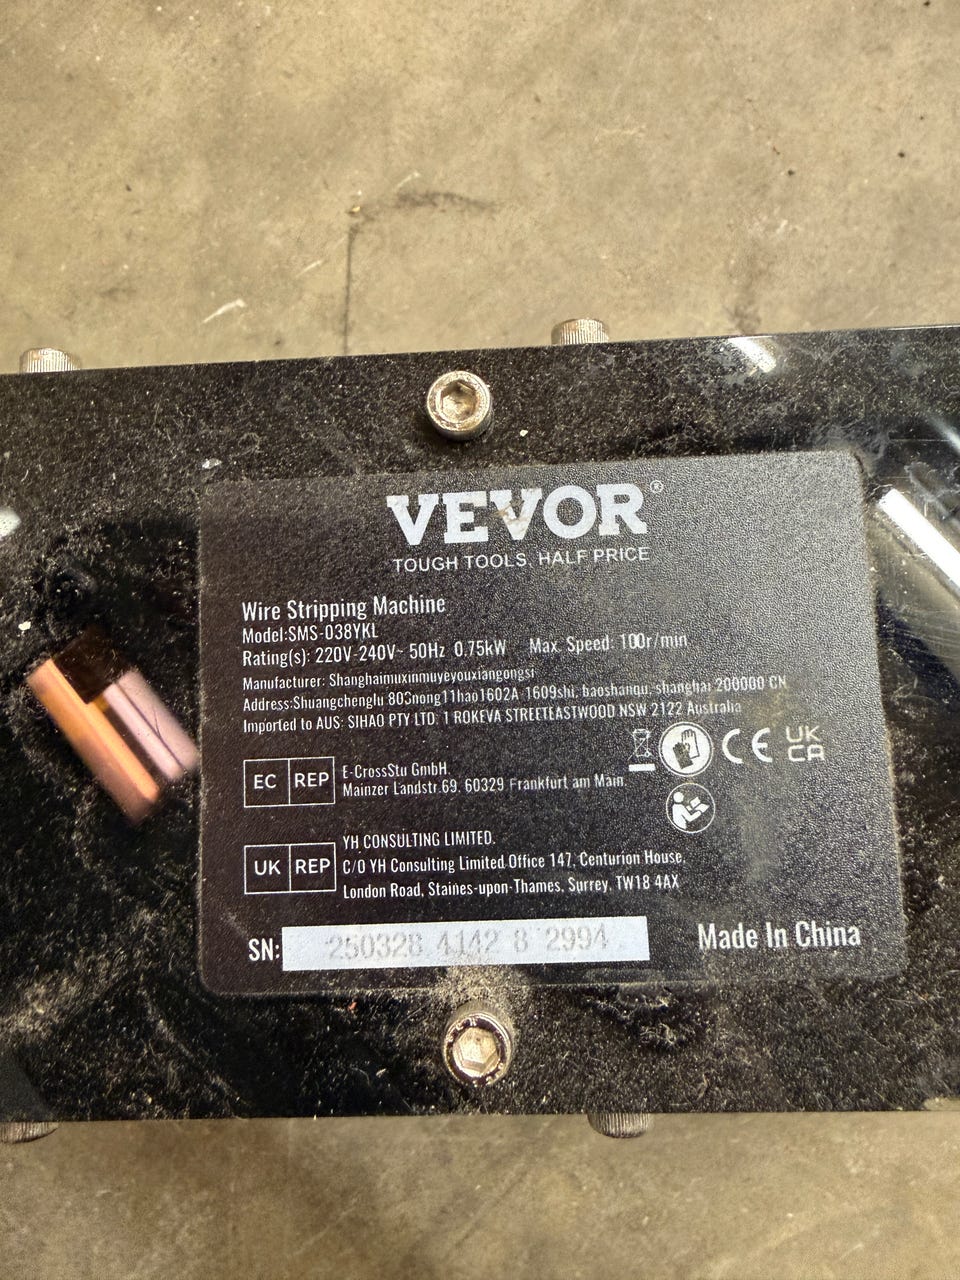 VEVOR®
TOUGH TOOLS, HALF PRICE
Wire Stripping Machine
Model:SMS-038YKL
Rating(s): 220V-240V~ 50Hz 0.75kW Max. Speed: 100r/min
Manufacturer: Shanghaimuxinmuyeyouxiangongsi
Address:Shuangchenglu 803nong11hao1602A-1609shi, baoshanqu, shanghai 200000 CN
Imported to AUS: SIHAO PTY LTD. 1 ROKEVA STREETEASTWOOD NSW 2122 Australia
CE UK CA
EC REP
E-CrossStu GmbH.
Mainzer Landstr.69. 60329 Frankfurt am Main.
UK REP
YH CONSULTING LIMITED.
C/O YH Consulting Limited Office 147, Centurion House,
London Road, Staines-upon-Thames, Surrey, TW18 4AX
SN: 4142 8 2994
Made In China